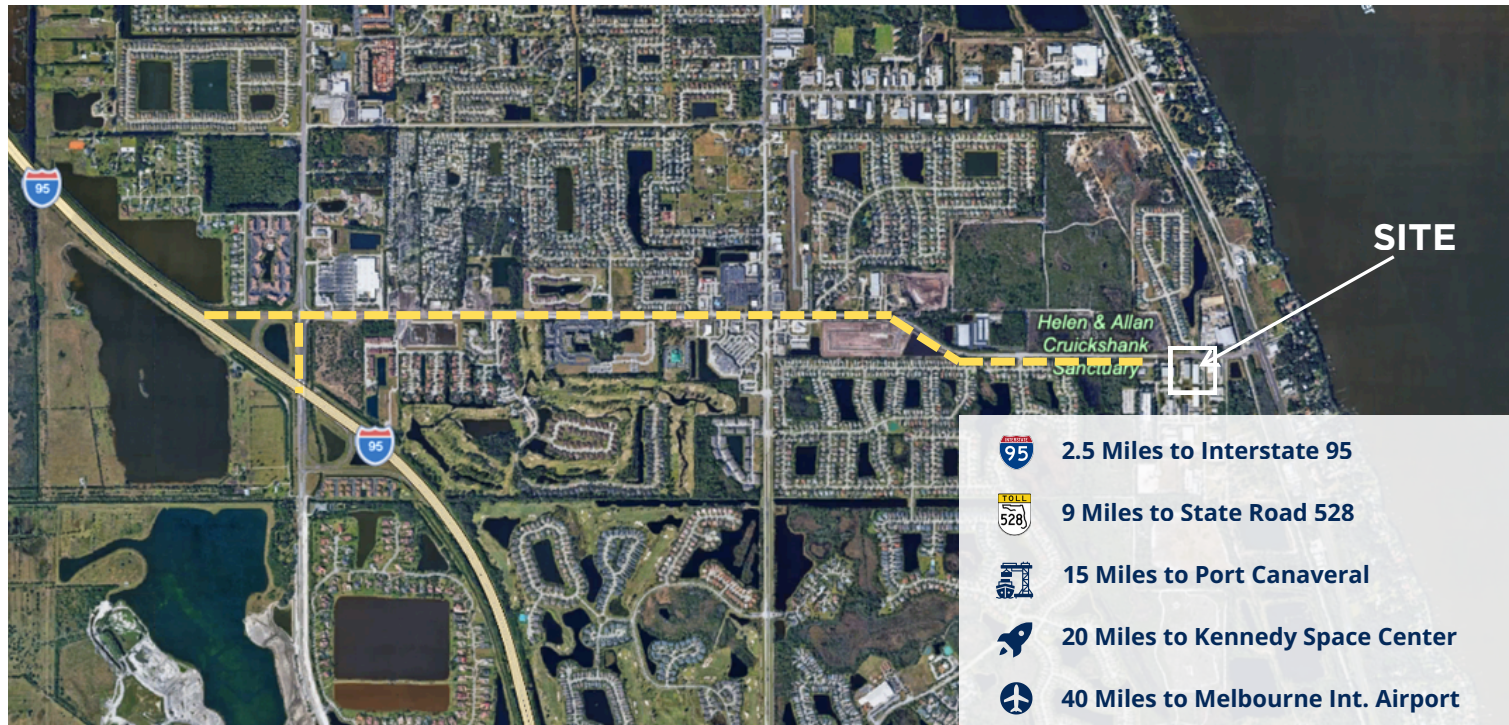 95
SITE
Helen & Allan
Cruickshank
Sanctuary
95
INTERSTATE
95
2.5 Miles to Interstate 95
TOLL
528
9 Miles to State Road 528
15 Miles to Port Canaveral
20 Miles to Kennedy Space Center
40 Miles to Melbourne Int. Airport